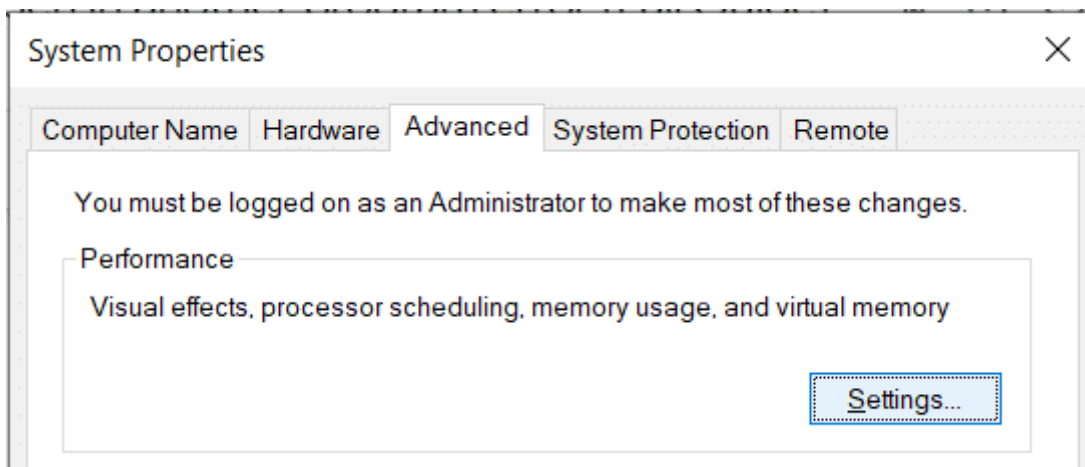 System Properties
Computer Name Hardware Advanced System Protection Remote
You must be logged on as an Administrator to make most of these changes.
Performance
Visual effects, processor scheduling, memory usage, and virtual memory
Settings...